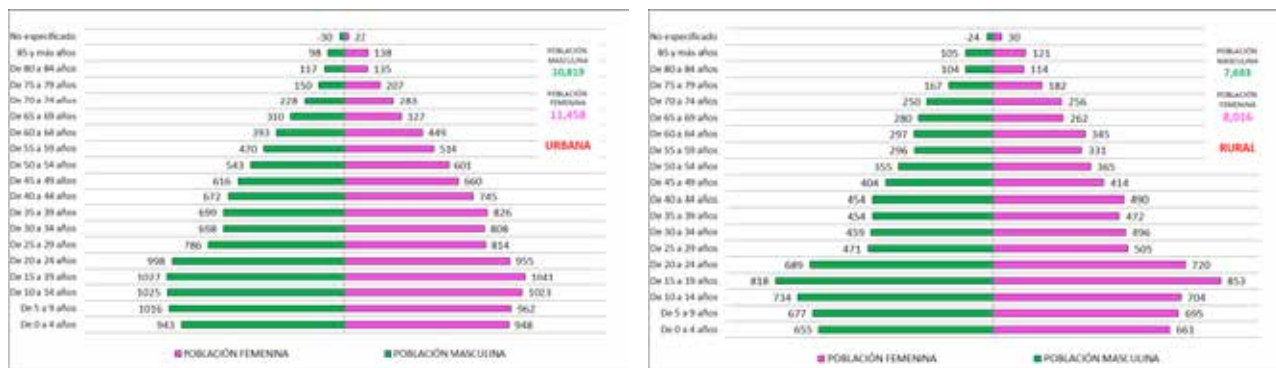 No especificado -30 22
85 y más años 98 138
De 80 a 84 años 117 135
De 75 a 79 años 150 207
De 70 a 74 años 228 283
De 65 a 69 años 310 327
De 60 a 64 años 393 449
De 55 a 59 años 470 514
De 50 a 54 años 543 601
De 45 a 49 años 616 660
De 40 a 44 años 672 745
De 35 a 39 años 699 826
De 30 a 34 años 698 808
De 25 a 29 años 786 814
De 20 a 24 años 998 955
De 15 a 19 años 1027 1041
De 10 a 14 años 1025 1023
De 5 a 9 años 1016 962
De 0 a 4 años 943 948
POBLACIÓN
MASCULINA
10,819
POBLACIÓN
FEMENINA
11,458
URBANA
POBLACIÓN FEMENINA POBLACIÓN MASCULINA
No especificado -24 30
85 y más años 105 121
De 80 a 84 años 104 114
De 75 a 79 años 167 182
De 70 a 74 años 250 256
De 65 a 69 años 280 262
De 60 a 64 años 297 345
De 55 a 59 años 296 331
De 50 a 54 años 355 365
De 45 a 49 años 404 414
De 40 a 44 años 454 490
De 35 a 39 años 454 472
De 30 a 34 años 459 496
De 25 a 29 años 471 505
De 20 a 24 años 689 720
De 15 a 19 años 818 853
De 10 a 14 años 734 704
De 5 a 9 años 677 695
De 0 a 4 años 655 661
POBLACIÓN
MASCULINA
7,693
POBLACIÓN
FEMENINA
8,016
RURAL
POBLACIÓN FEMENINA POBLACIÓN MASCULINA